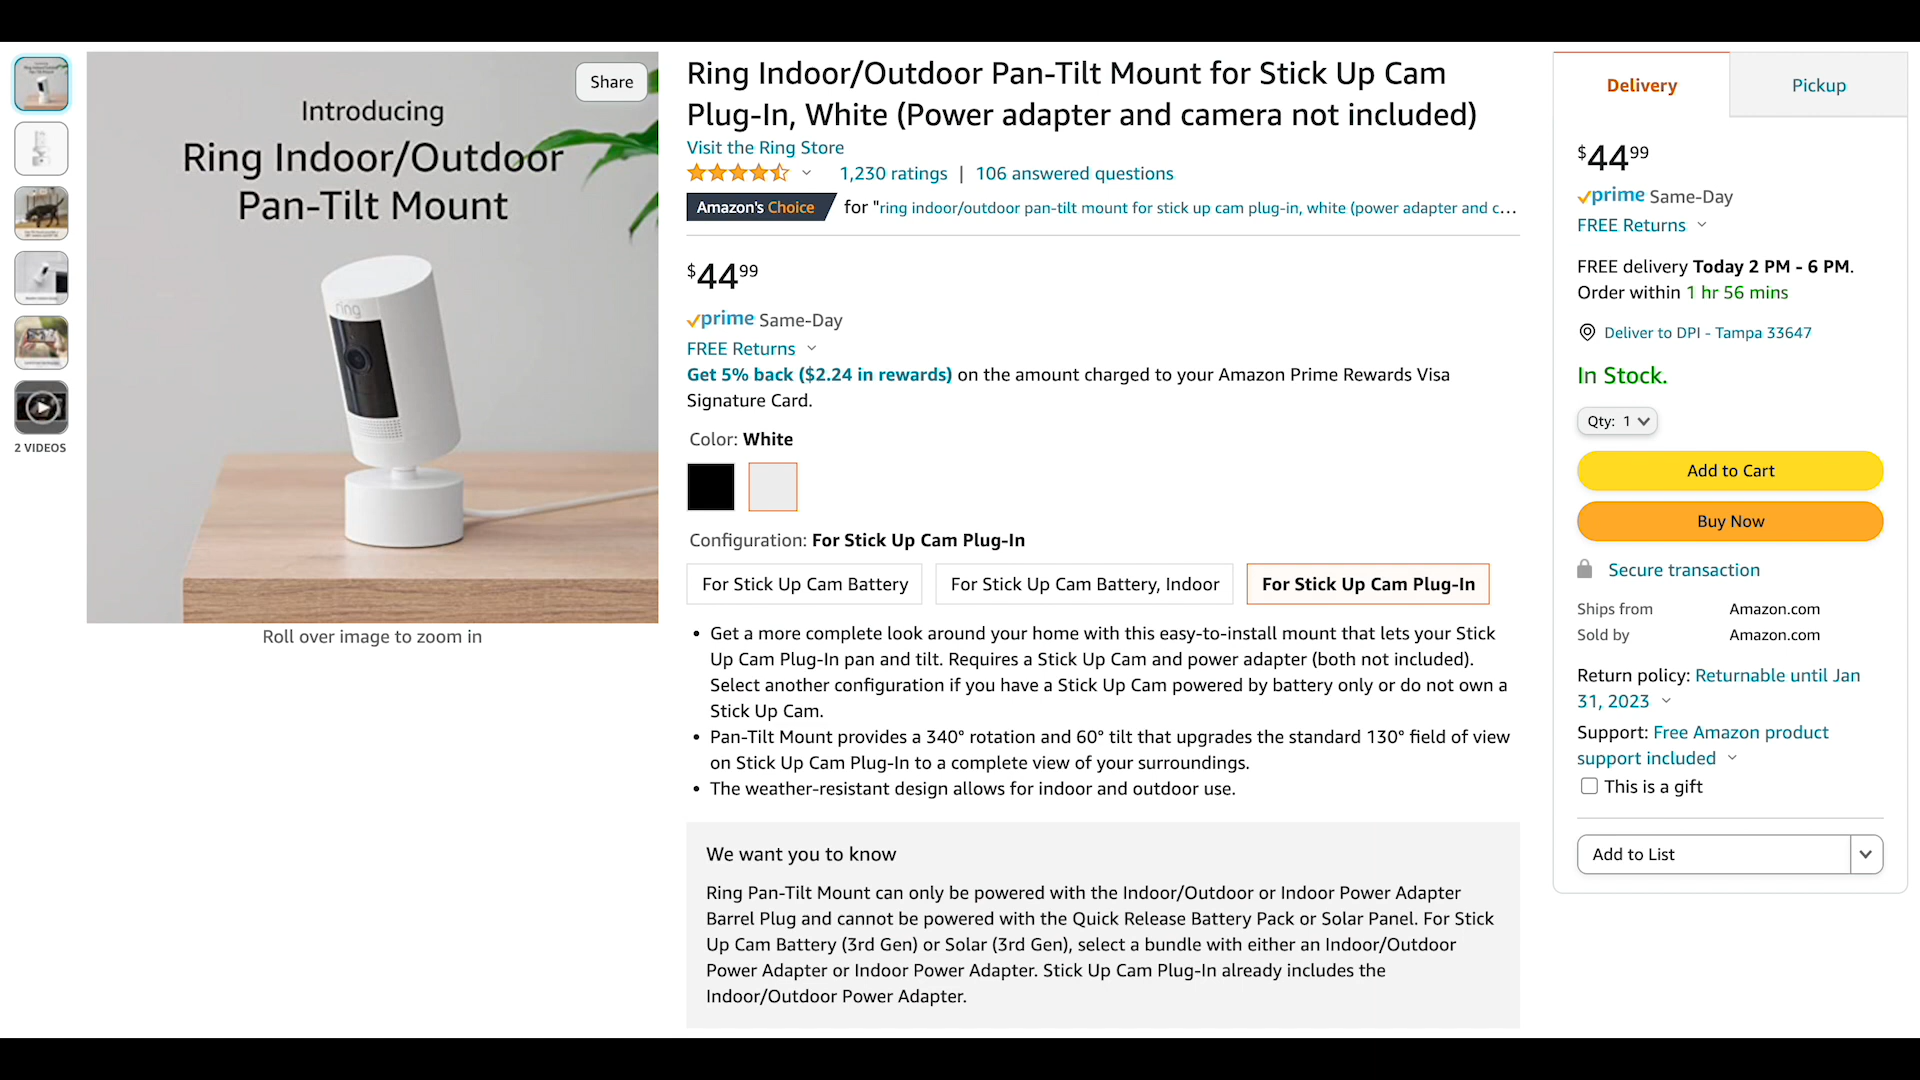 Introducing
Ring Indoor/Outdoor
Pan-Tilt Mount
Share
ring
2 VIDEOS
Roll over image to zoom in
Ring Indoor/Outdoor Pan-Tilt Mount for Stick Up Cam
Plug-In, White (Power adapter and camera not included)
Visit the Ring Store
1,230 ratings | 106 answered questions
Amazon's Choice for "ring indoor/outdoor pan-tilt mount for stick up cam plug-in, white (power adapter and c...
$44 99
prime Same-Day
FREE Returns
Get 5% back ($2.24 in rewards) on the amount charged to your Amazon Prime Rewards Visa
Signature Card.
Color: White
Configuration: For Stick Up Cam Plug-In
For Stick Up Cam Battery
For Stick Up Cam Battery, Indoor
For Stick Up Cam Plug-In
• Get a more complete look around your home with this easy-to-install mount that lets your Stick
Up Cam Plug-In pan and tilt. Requires a Stick Up Cam and power adapter (both not included).
Select another configuration if you have a Stick Up Cam powered by battery only or do not own a
Stick Up Cam.
• Pan-Tilt Mount provides a 340° rotation and 60° tilt that upgrades the standard 130° field of view
on Stick Up Cam Plug-In to a complete view of your surroundings.
• The weather-resistant design allows for indoor and outdoor use.
We want you to know
Ring Pan-Tilt Mount can only be powered with the Indoor/Outdoor or Indoor Power Adapter
Barrel Plug and cannot be powered with the Quick Release Battery Pack or Solar Panel. For Stick
Up Cam Battery (3rd Gen) or Solar (3rd Gen), select a bundle with either an Indoor/Outdoor
Power Adapter or Indoor Power Adapter. Stick Up Cam Plug-In already includes the
Indoor/Outdoor Power Adapter.
Delivery
Pickup
$44 99
prime Same-Day
FREE Returns
FREE delivery Today 2 PM - 6 PM.
Order within 1 hr 56 mins
Deliver to DPI - Tampa 33647
In Stock.
Qty: 1
Add to Cart
Buy Now
Secure transaction
Ships from Amazon.com
Sold by Amazon.com
Return policy: Returnable until Jan
31, 2023
Support: Free Amazon product
support included
This is a gift
Add to List